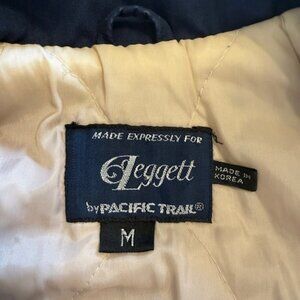 MADE EXPRESSLY FOR
Leggett
by PACIFIC TRAIL®
MADE IN
KOREA
M